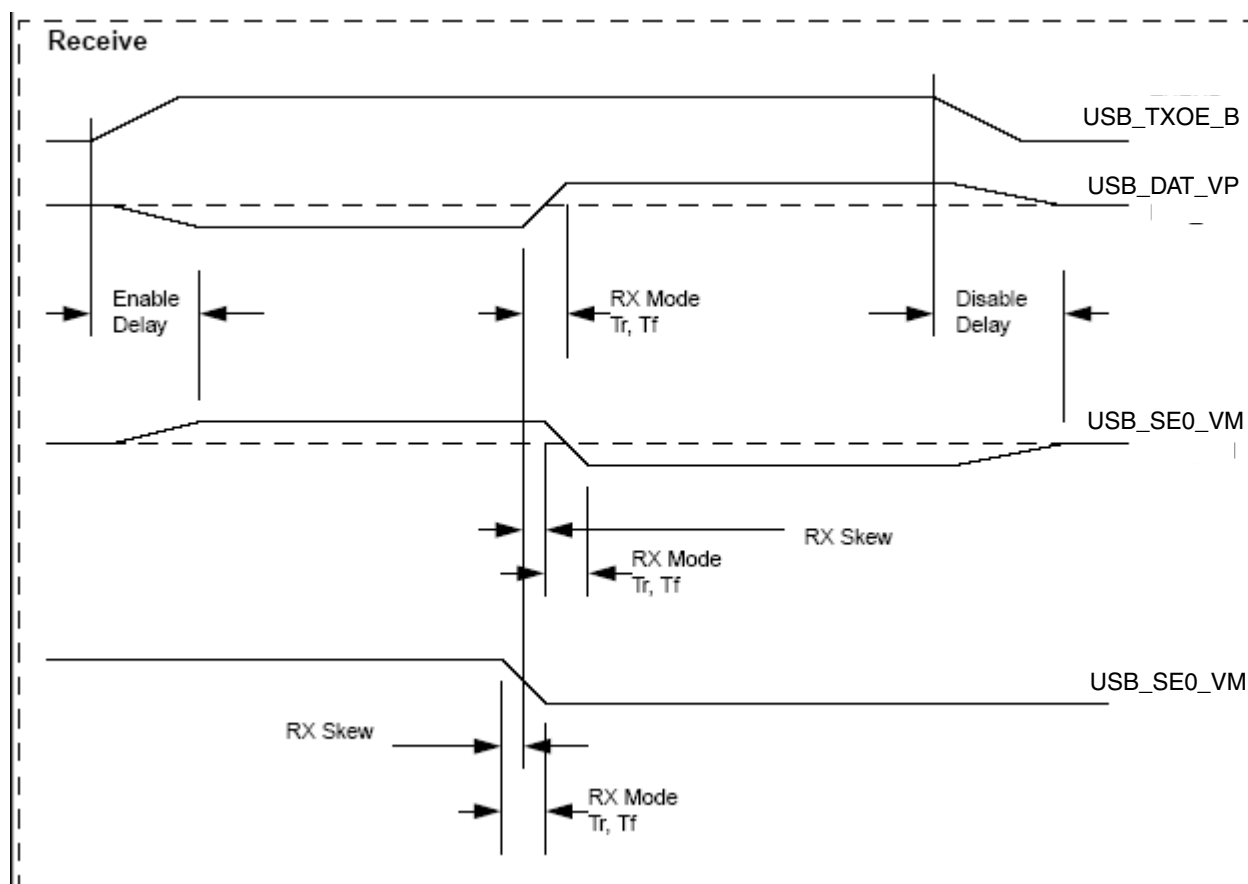 Receive
USB_TXOE_B
USB_DAT_VP
Enable
Delay
RX Mode
Tr, Tf
Disable
Delay
USB_SE0_VM
RX Skew
RX Mode
Tr, Tf
USB_SE0_VM
RX Skew
RX Mode
Tr, Tf